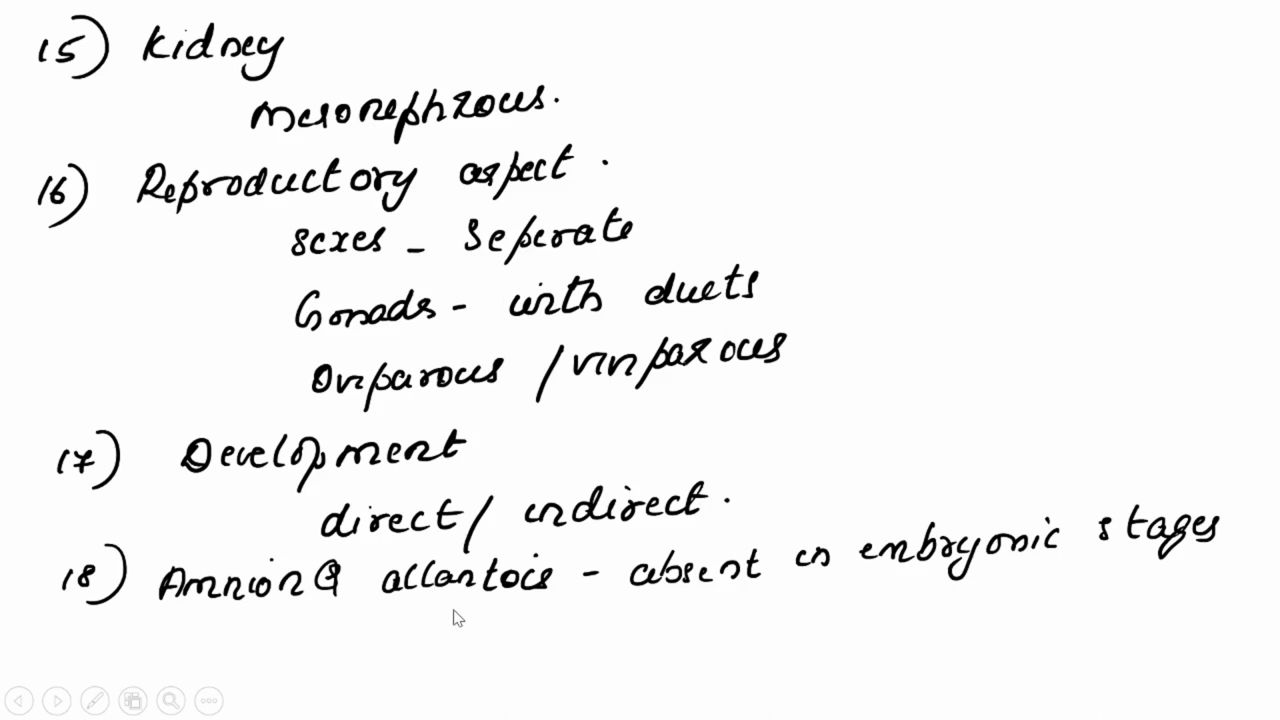 15) Kidney
Mesonephrous.
16) Reproductory aspect.
Sexes - Seperate
Gonads - with ducts
Oviparous / viviparous
17) Development
direct / indirect.
18) Amnion & allantois - absent in embryonic stages